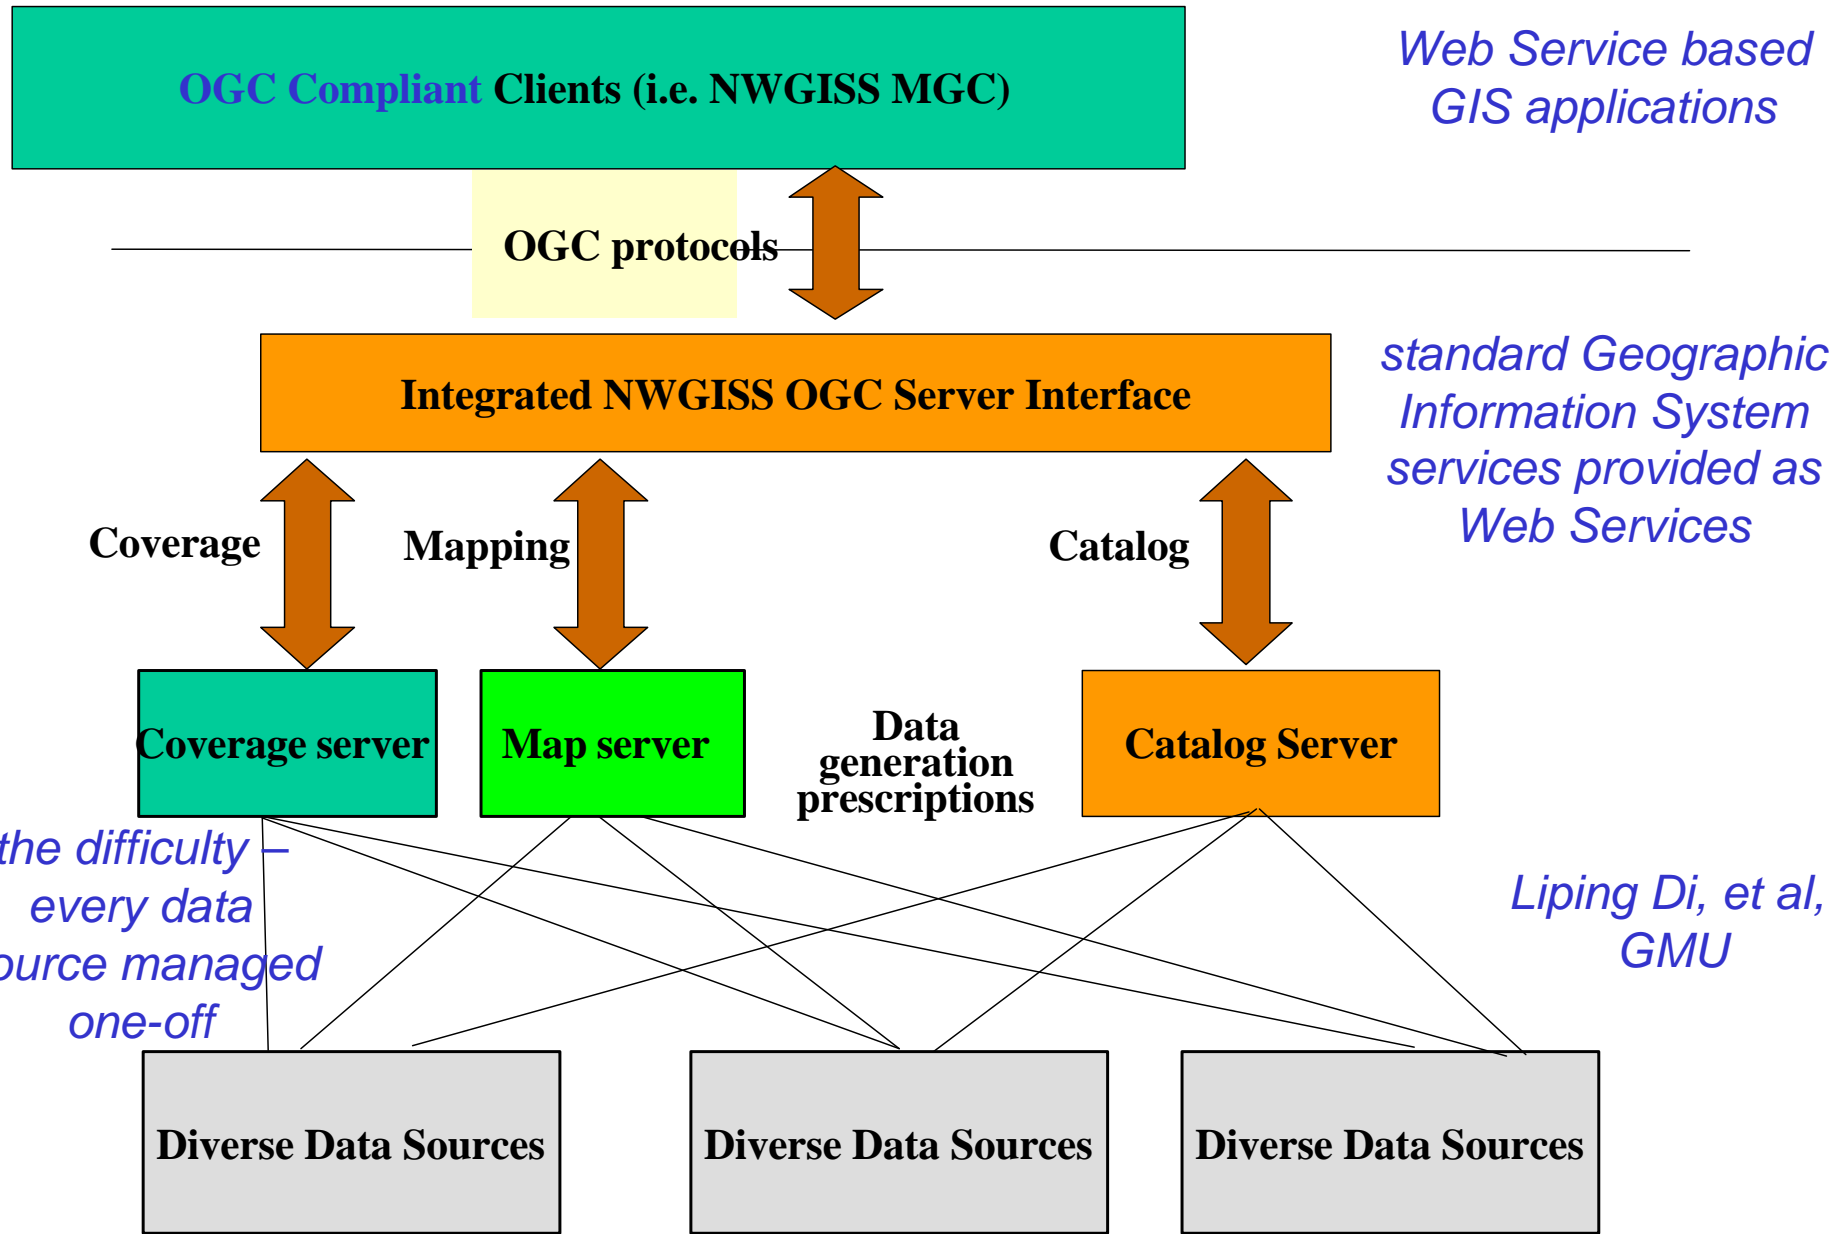 OGC Compliant Clients (i.e. NWGISS MGC)
Web Service based
GIS applications
OGC protocols
Integrated NWGISS OGC Server Interface
standard Geographic
Information System
services provided as
Web Services
Coverage
Mapping
Catalog
Coverage server
Map server
Data
generation
prescriptions
Catalog Server
the difficulty –
every data
ource managed
one-off
Liping Di, et al,
GMU
Diverse Data Sources
Diverse Data Sources
Diverse Data Sources